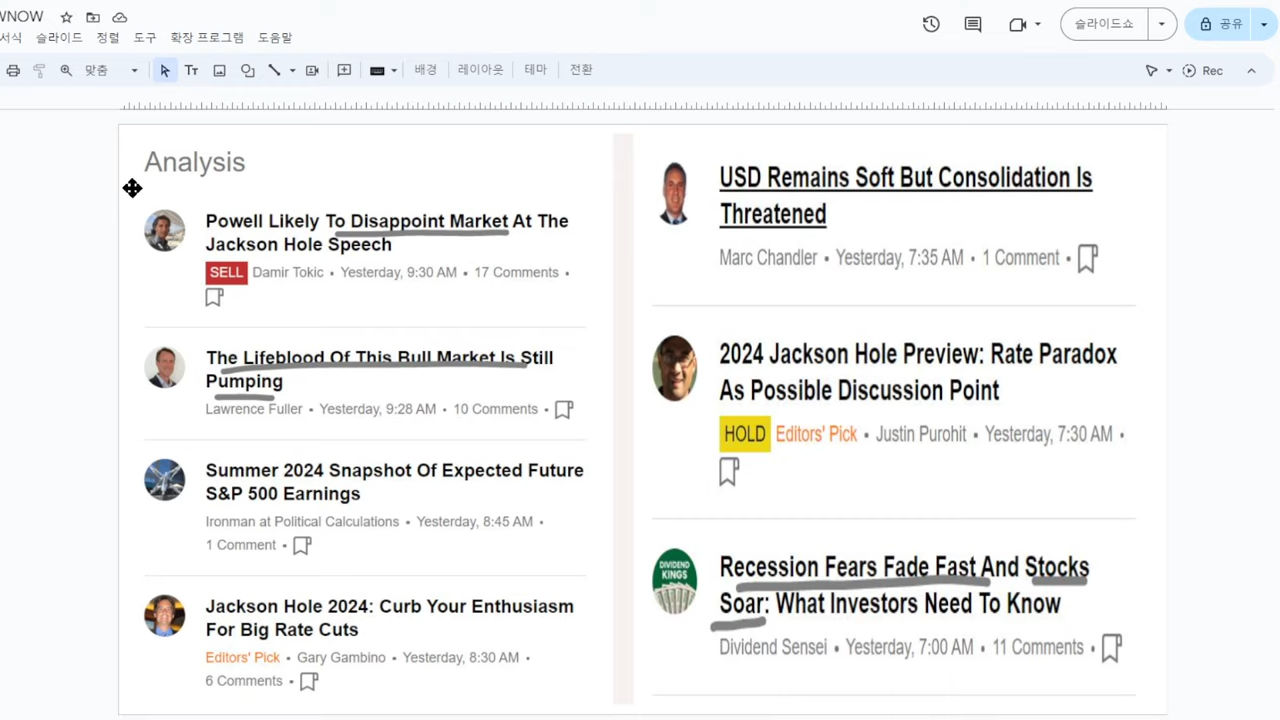 WNOW
서식 슬라이드 정렬 도구 확장 프로그램 도움말
슬라이드쇼
공유
맞춤
Tт
배경 레이아웃 테마 전환
Rec
Analysis
Powell Likely To Disappoint Market At The
Jackson Hole Speech
SELL Damir Tokic • Yesterday, 9:30 AM • 17 Comments •
The Lifeblood Of This Bull Market Is Still
Pumping
Lawrence Fuller • Yesterday, 9:28 AM • 10 Comments •
Summer 2024 Snapshot Of Expected Future
S&P 500 Earnings
Ironman at Political Calculations • Yesterday, 8:45 AM •
1 Comment •
Jackson Hole 2024: Curb Your Enthusiasm
For Big Rate Cuts
Editors' Pick • Gary Gambino • Yesterday, 8:30 AM •
6 Comments •
USD Remains Soft But Consolidation Is
Threatened
Marc Chandler • Yesterday, 7:35 AM • 1 Comment •
2024 Jackson Hole Preview: Rate Paradox
As Possible Discussion Point
HOLD Editors' Pick • Justin Purohit • Yesterday, 7:30 AM •
DIVIDEND
KINGS
Recession Fears Fade Fast And Stocks
Soar: What Investors Need To Know
Dividend Sensei • Yesterday, 7:00 AM • 11 Comments •